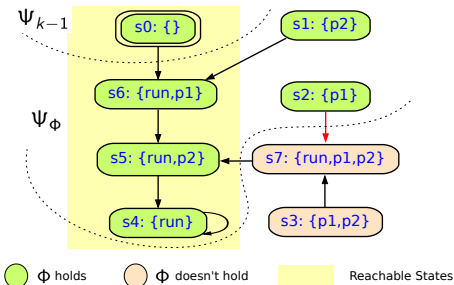 Ψk−1
s0: {}
s1: {p2}
s6: {run,p1}
s2: {p1}
ΨΦ
s5: {run,p2}
s7: {run,p1,p2}
s4: {run}
s3: {p1,p2}
Φ holds
Φ doesn't hold
Reachable States